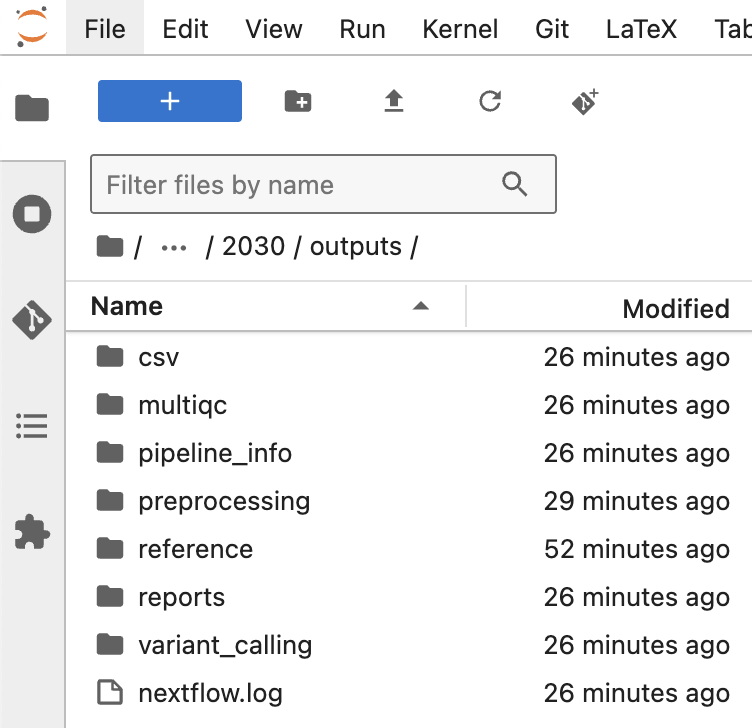 File Edit View Run Kernel Git LaTeX
Filter files by name
/ ... / 2030 / outputs /
Name Modified
csv 26 minutes ago
multiqc 26 minutes ago
pipeline_info 26 minutes ago
preprocessing 29 minutes ago
reference 52 minutes ago
reports 26 minutes ago
variant_calling 26 minutes ago
nextflow.log 26 minutes ago